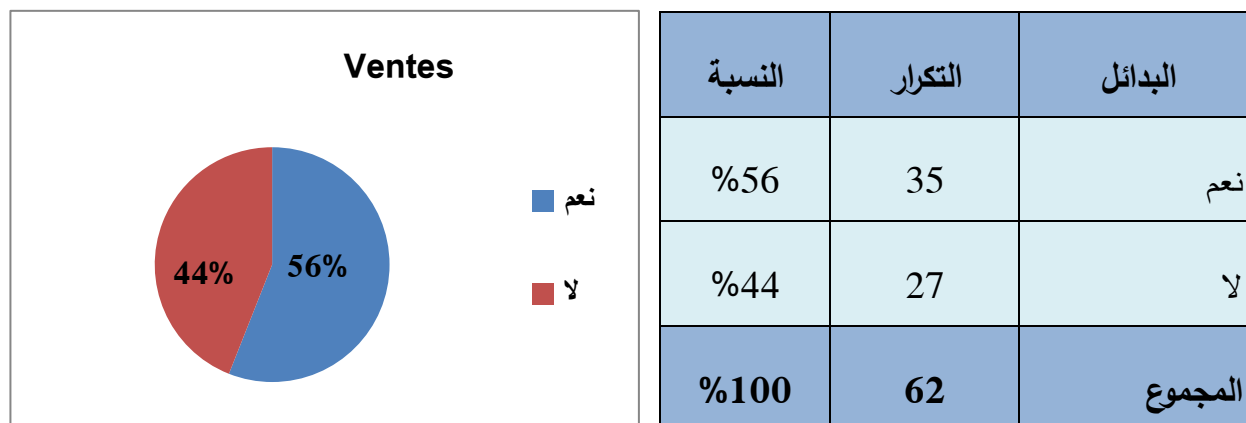 Ventes
56%
44%
نعم
لا
البدائل التكرار النسبة
نعم 35 %56
لا 27 %44
المجموع 62 %100